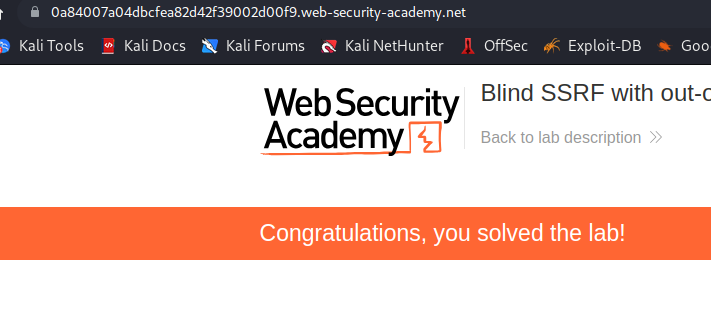 0a84007a04dbcfea82d42f39002d00f9.web-security-academy.net
Kali Tools Kali Docs Kali Forums Kali NetHunter OffSec Exploit-DB Goo
Web Security
Academy
Blind SSRF with out-o
Back to lab description
Congratulations, you solved the lab!